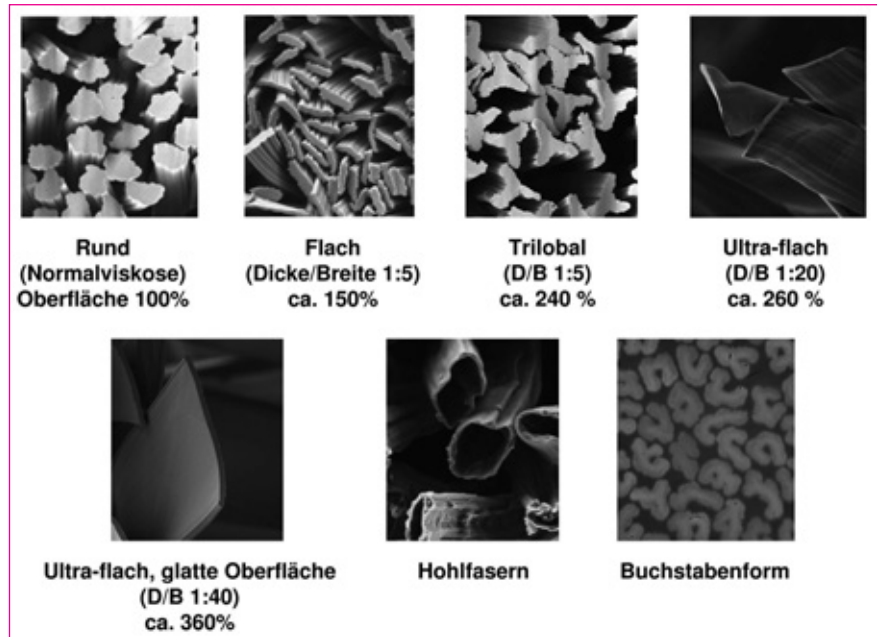 Rund
(Normalviskose)
Oberfläche 100%
Flach
(Dicke/Breite 1:5)
ca. 150%
Trilobal
(D/B 1:5)
ca. 240 %
Ultra-flach
(D/B 1:20)
ca. 260 %
Ultra-flach, glatte Oberfläche
(D/B 1:40)
ca. 360%
Hohlfasern
Buchstabenform